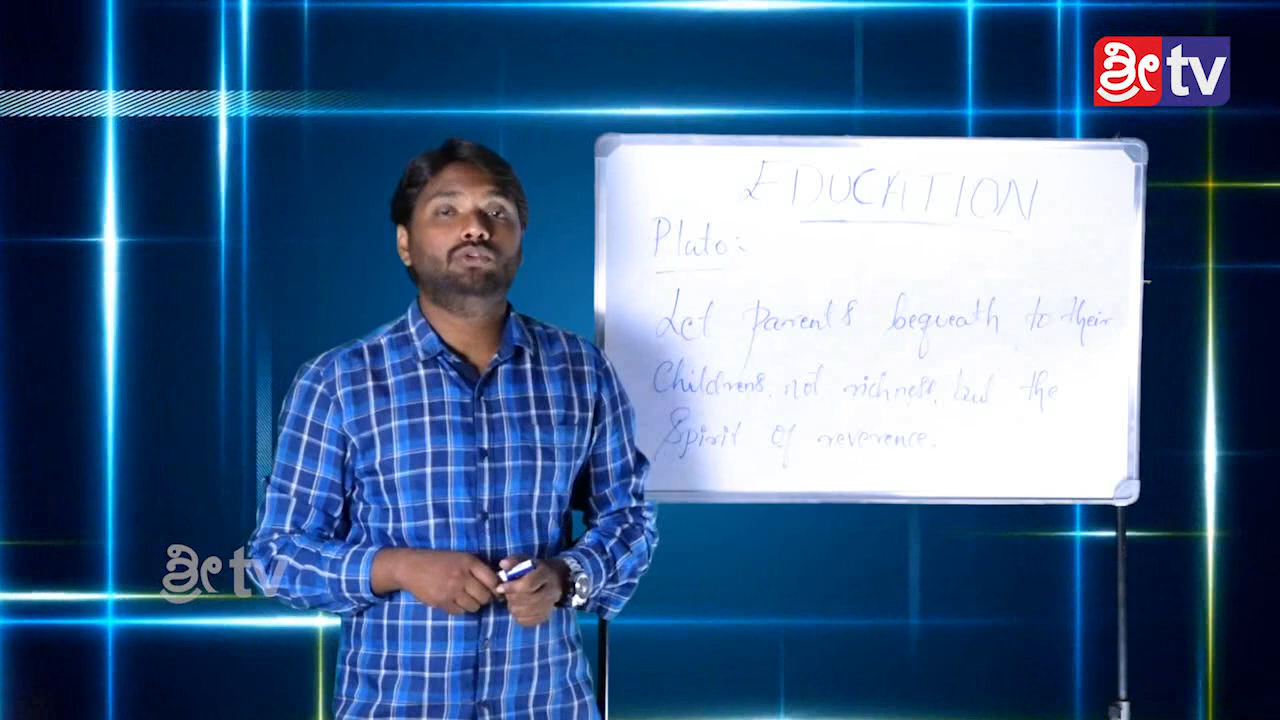 శ్రీtv
EDUCATION
Plato:
Let parents bequeath to their
Childrens, not richness, but the
Spirit of reverence.
శ్రీtv